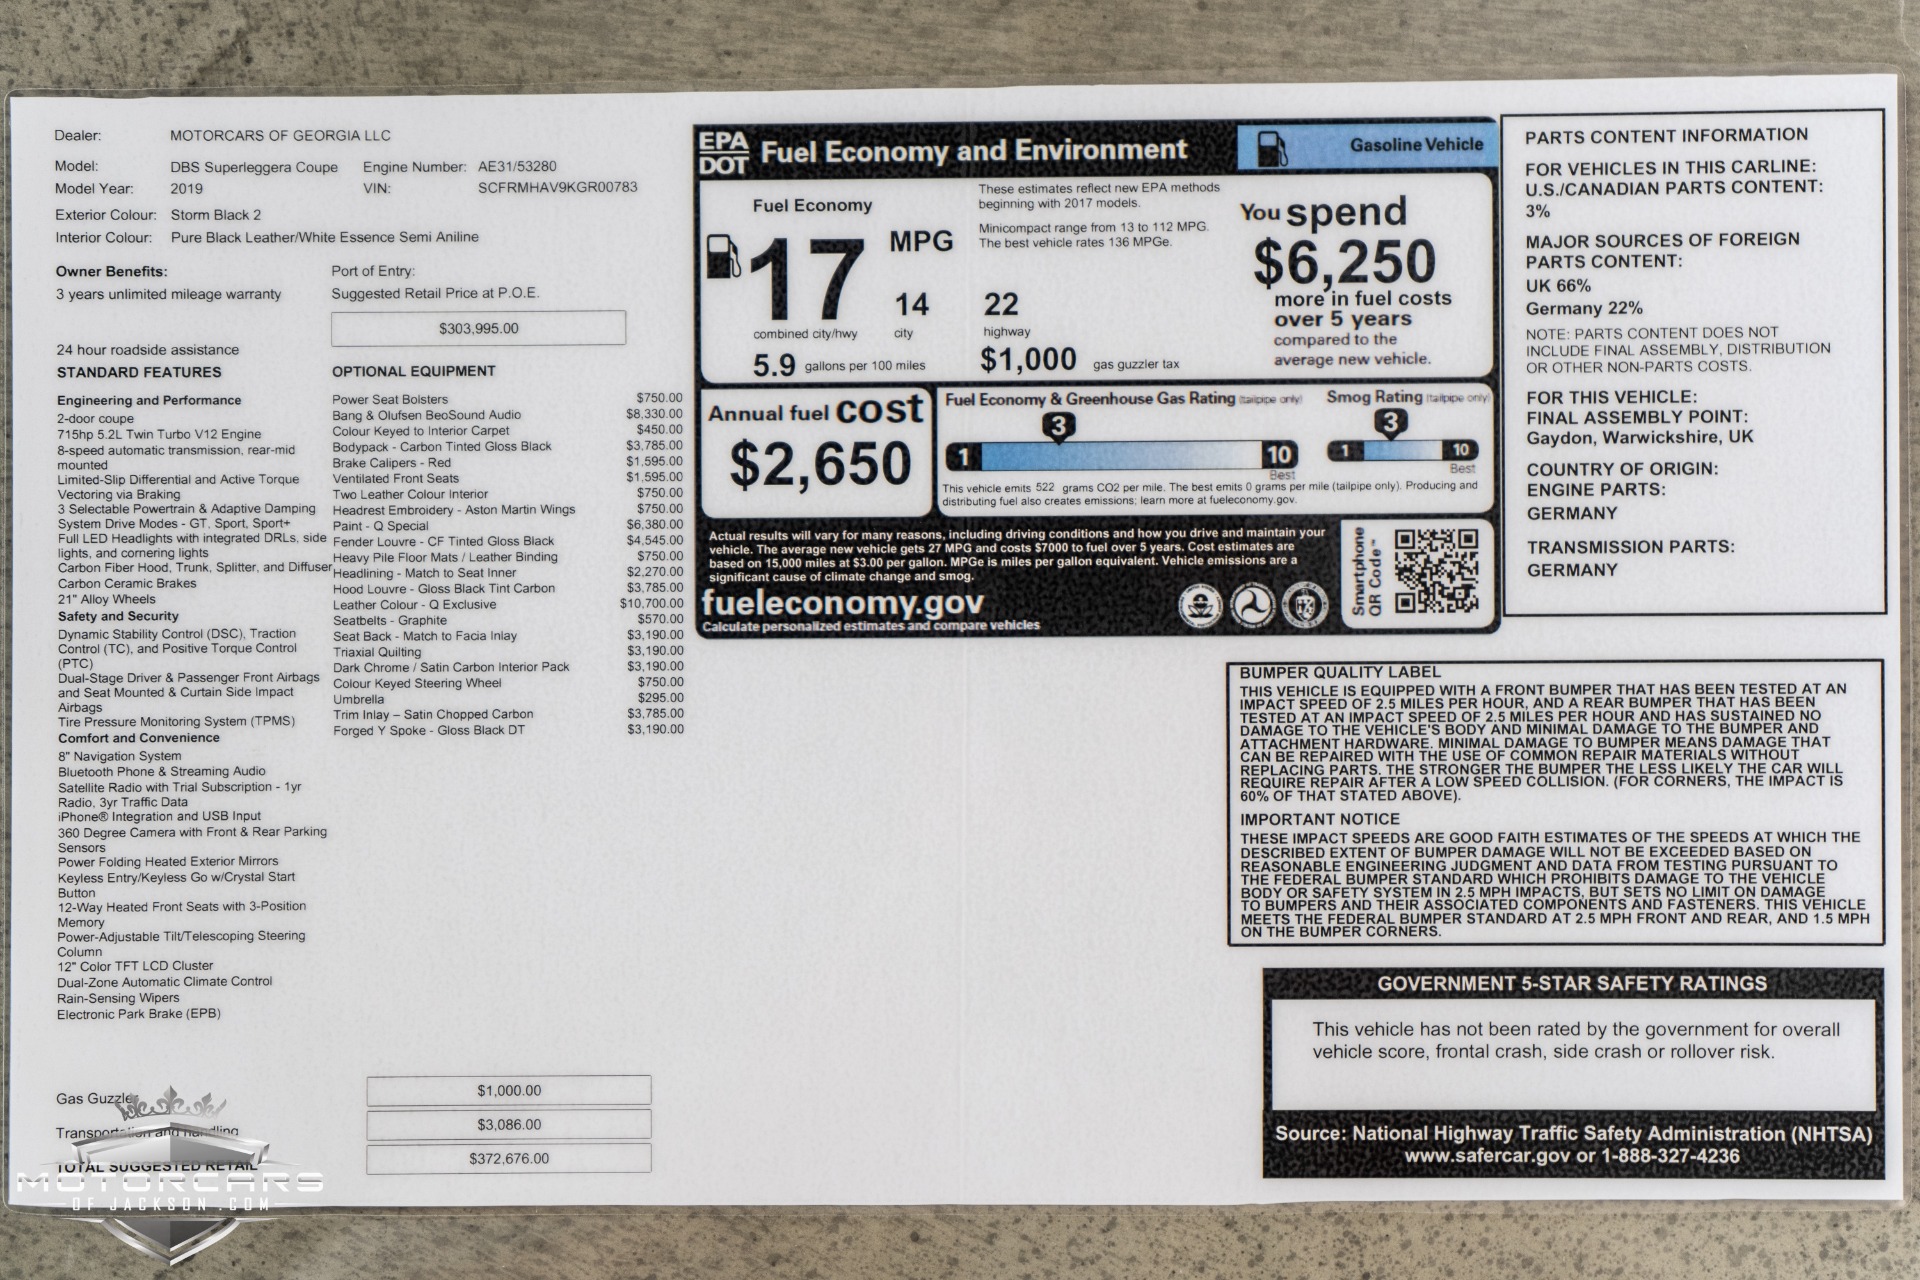 Dealer: MOTORCARS OF GEORGIA LLC
Model: DBS Superleggera Coupe Engine Number: AE31/53280
Model Year: 2019 VIN: SCFRMHAV9KGR00783
Exterior Colour: Storm Black 2
Interior Colour: Pure Black Leather/White Essence Semi Aniline
Owner Benefits: Port of Entry:
3 years unlimited mileage warranty Suggested Retail Price at P.O.E.
$303,995.00
24 hour roadside assistance
STANDARD FEATURES
Engineering and Performance
2-door coupe
715hp 5.2L Twin Turbo V12 Engine
8-speed automatic transmission, rear-mid
mounted
Limited-Slip Differential and Active Torque
Vectoring via Braking
3 Selectable Powertrain & Adaptive Damping
System Drive Modes - GT, Sport, Sport+
Full LED Headlights with integrated DRLs, side
lights, and cornering lights
Carbon Fiber Hood, Trunk, Splitter, and Diffuser
Carbon Ceramic Brakes
21" Alloy Wheels
Safety and Security
Dynamic Stability Control (DSC), Traction
Control (TC), and Positive Torque Control
(PTC)
Dual-Stage Driver & Passenger Front Airbags
and Seat Mounted & Curtain Side Impact
Airbags
Tire Pressure Monitoring System (TPMS)
Comfort and Convenience
8" Navigation System
Bluetooth Phone & Streaming Audio
Satellite Radio with Trial Subscription - 1yr
Radio, 3yr Traffic Data
iPhone® Integration and USB Input
360 Degree Camera with Front & Rear Parking
Sensors
Power Folding Heated Exterior Mirrors
Keyless Entry/Keyless Go w/Crystal Start
Button
12-Way Heated Front Seats with 3-Position
Memory
Power-Adjustable Tilt/Telescoping Steering
Column
12" Color TFT LCD Cluster
Dual-Zone Automatic Climate Control
Rain-Sensing Wipers
Electronic Park Brake (EPB)
OPTIONAL EQUIPMENT
Power Seat Bolsters $750.00
Bang & Olufsen BeoSound Audio $8,330.00
Colour Keyed to Interior Carpet $450.00
Bodypack - Carbon Tinted Gloss Black $3,785.00
Brake Calipers - Red $1,595.00
Ventilated Front Seats $1,595.00
Two Leather Colour Interior $750.00
Headrest Embroidery - Aston Martin Wings $750.00
Paint - Q Special $6,380.00
Fender Louvre - CF Tinted Gloss Black $4,545.00
Heavy Pile Floor Mats / Leather Binding $750.00
Headlining - Match to Seat Inner $2,270.00
Hood Louvre - Gloss Black Tint Carbon $3,785.00
Leather Colour - Q Exclusive $10,700.00
Seatbelts - Graphite $570.00
Seat Back - Match to Facia Inlay $3,190.00
Triaxial Quilting $3,190.00
Dark Chrome / Satin Carbon Interior Pack $3,190.00
Colour Keyed Steering Wheel $750.00
Umbrella $295.00
Trim Inlay – Satin Chopped Carbon $3,785.00
Forged Y Spoke - Gloss Black DT $3,190.00
Gas Guzzler $1,000.00
Transportation and handling $3,086.00
TOTAL SUGGESTED RETAIL $372,676.00
MOTORCARS
OF JACKSON.COM
EPA
DOT
Fuel Economy and Environment
Gasoline Vehicle
Fuel Economy
17 MPG
combined city/hwy
14
city
22
highway
5.9 gallons per 100 miles
$1,000 gas guzzler tax
These estimates reflect new EPA methods
beginning with 2017 models.
Minicompact range from 13 to 112 MPG.
The best vehicle rates 136 MPGe.
You spend
$6,250
more in fuel costs
over 5 years
compared to the
average new vehicle.
Annual fuel cost
$2,650
Fuel Economy & Greenhouse Gas Rating (tailpipe only)
3
1 10
Best
Smog Rating (tailpipe only)
3
1 10
Best
This vehicle emits 522 grams CO2 per mile. The best emits 0 grams per mile (tailpipe only). Producing and
distributing fuel also creates emissions; learn more at fueleconomy.gov.
Actual results will vary for many reasons, including driving conditions and how you drive and maintain your
vehicle. The average new vehicle gets 27 MPG and costs $7000 to fuel over 5 years. Cost estimates are
based on 15,000 miles at $3.00 per gallon. MPGe is miles per gallon equivalent. Vehicle emissions are a
significant cause of climate change and smog.
fueleconomy.gov
Calculate personalized estimates and compare vehicles
Smartphone
QR Code™
PARTS CONTENT INFORMATION
FOR VEHICLES IN THIS CARLINE:
U.S./CANADIAN PARTS CONTENT:
3%
MAJOR SOURCES OF FOREIGN
PARTS CONTENT:
UK 66%
Germany 22%
NOTE: PARTS CONTENT DOES NOT
INCLUDE FINAL ASSEMBLY, DISTRIBUTION
OR OTHER NON-PARTS COSTS.
FOR THIS VEHICLE:
FINAL ASSEMBLY POINT:
Gaydon, Warwickshire, UK
COUNTRY OF ORIGIN:
ENGINE PARTS:
GERMANY
TRANSMISSION PARTS:
GERMANY
BUMPER QUALITY LABEL
THIS VEHICLE IS EQUIPPED WITH A FRONT BUMPER THAT HAS BEEN TESTED AT AN
IMPACT SPEED OF 2.5 MILES PER HOUR, AND A REAR BUMPER THAT HAS BEEN
TESTED AT AN IMPACT SPEED OF 2.5 MILES PER HOUR AND HAS SUSTAINED NO
DAMAGE TO THE VEHICLE'S BODY AND MINIMAL DAMAGE TO THE BUMPER AND
ATTACHMENT HARDWARE. MINIMAL DAMAGE TO BUMPER MEANS DAMAGE THAT
CAN BE REPAIRED WITH THE USE OF COMMON REPAIR MATERIALS WITHOUT
REPLACING PARTS. THE STRONGER THE BUMPER THE LESS LIKELY THE CAR WILL
REQUIRE REPAIR AFTER A LOW SPEED COLLISION. (FOR CORNERS, THE IMPACT IS
60% OF THAT STATED ABOVE).
IMPORTANT NOTICE
THESE IMPACT SPEEDS ARE GOOD FAITH ESTIMATES OF THE SPEEDS AT WHICH THE
DESCRIBED EXTENT OF BUMPER DAMAGE WILL NOT BE EXCEEDED BASED ON
REASONABLE ENGINEERING JUDGMENT AND DATA FROM TESTING PURSUANT TO
THE FEDERAL BUMPER STANDARD WHICH PROHIBITS DAMAGE TO THE VEHICLE
BODY OR SAFETY SYSTEM IN 2.5 MPH IMPACTS, BUT SETS NO LIMIT ON DAMAGE
TO BUMPERS AND THEIR ASSOCIATED COMPONENTS AND FASTENERS. THIS VEHICLE
MEETS THE FEDERAL BUMPER STANDARD AT 2.5 MPH FRONT AND REAR, AND 1.5 MPH
ON THE BUMPER CORNERS.
GOVERNMENT 5-STAR SAFETY RATINGS
This vehicle has not been rated by the government for overall
vehicle score, frontal crash, side crash or rollover risk.
Source: National Highway Traffic Safety Administration (NHTSA)
www.safercar.gov or 1-888-327-4236